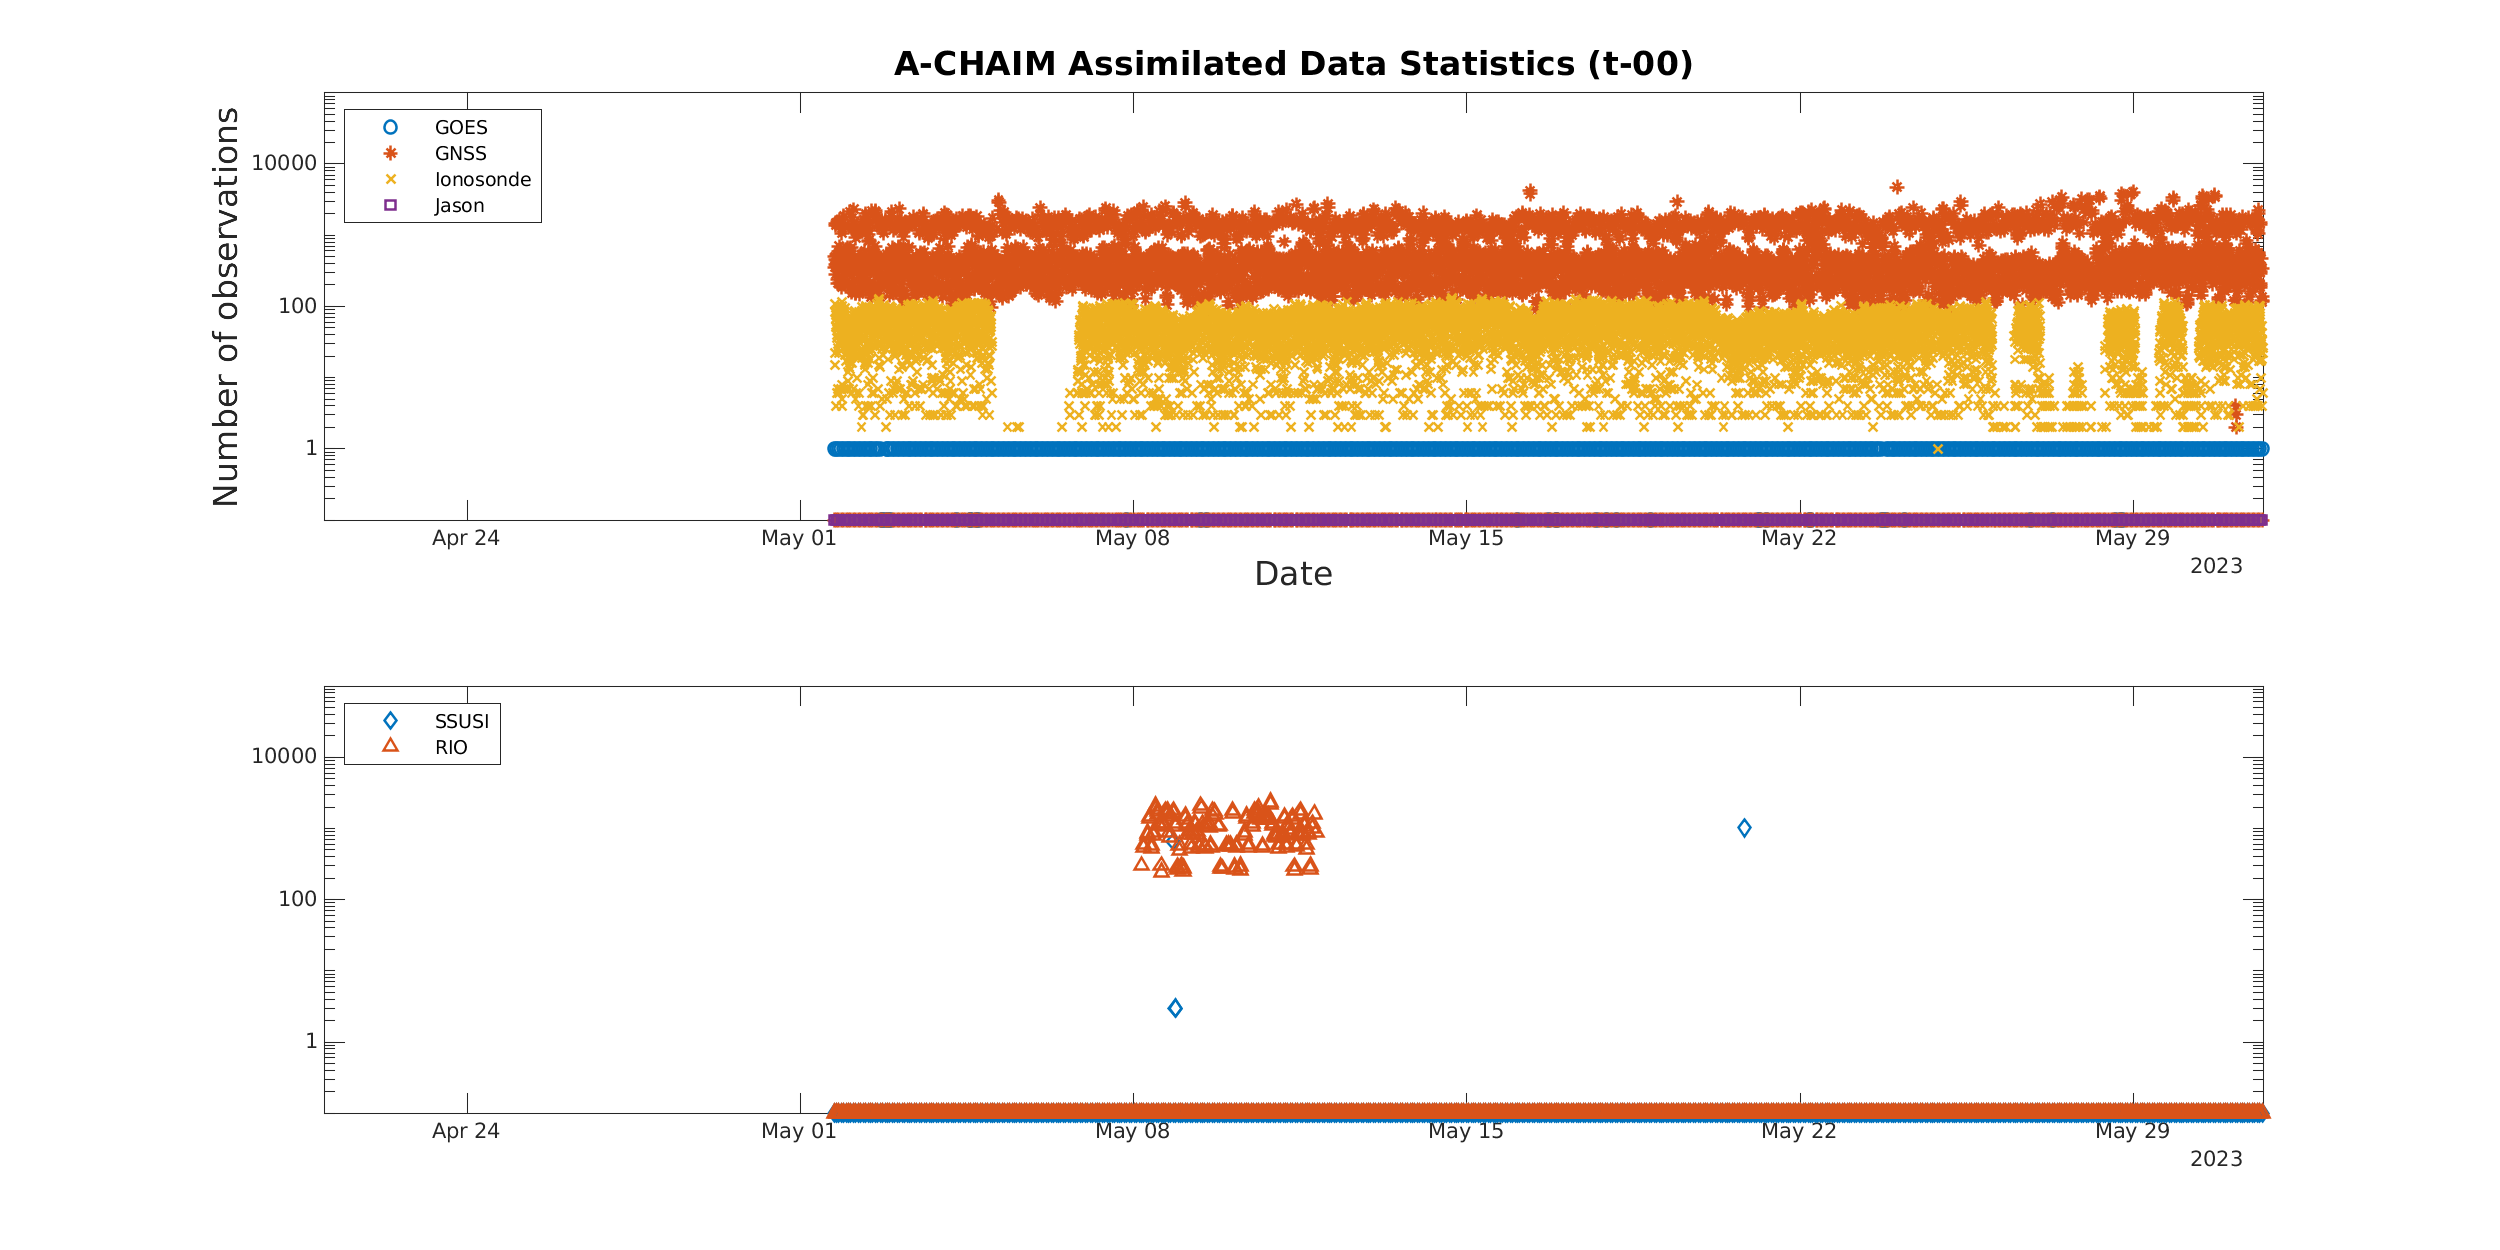 A-CHAIM Assimilated Data Statistics (t-00)
Number of observations
GOES
GNSS
Ionosonde
Jason
10000
100
1
Apr 24 May 01 May 08 May 15 May 22 May 29
2023
Date
SSUSI
RIO
10000
100
1
Apr 24 May 01 May 08 May 15 May 22 May 29
2023